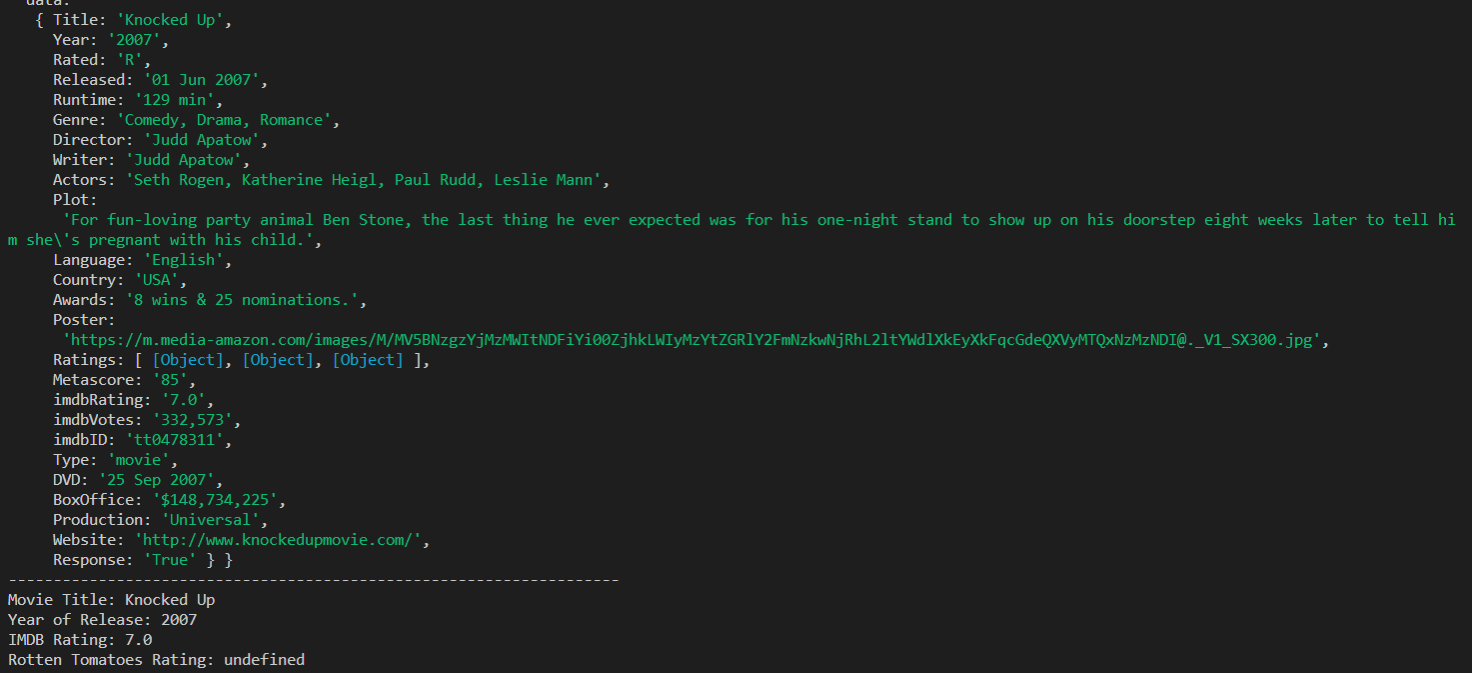 data:
{ Title: 'Knocked Up',
Year: '2007',
Rated: 'R',
Released: '01 Jun 2007',
Runtime: '129 min',
Genre: 'Comedy, Drama, Romance',
Director: 'Judd Apatow',
Writer: 'Judd Apatow',
Actors: 'Seth Rogen, Katherine Heigl, Paul Rudd, Leslie Mann',
Plot:
'For fun-loving party animal Ben Stone, the last thing he ever expected was for his one-night stand to show up on his doorstep eight weeks later to tell hi
m she\'s pregnant with his child.',
Language: 'English',
Country: 'USA',
Awards: '8 wins & 25 nominations.',
Poster:
'https://m.media-amazon.com/images/M/MV5BNzgzYjMzMWItNDFiYi00ZjhkLWIyMzYtZGRlY2FmNzkwNjRhL2ltYWdlXkEyXkFqcGdeQXVyMTQxNzMzNDI@._V1_SX300.jpg',
Ratings: [ [Object], [Object], [Object] ],
Metascore: '85',
imdbRating: '7.0',
imdbVotes: '332,573',
imdbID: 'tt0478311',
Type: 'movie',
DVD: '25 Sep 2007',
BoxOffice: '$148,734,225',
Production: 'Universal',
Website: 'http://www.knockedupmovie.com/',
Response: 'True' } }
--------------------------------------------------------------------
Movie Title: Knocked Up
Year of Release: 2007
IMDB Rating: 7.0
Rotten Tomatoes Rating: undefined